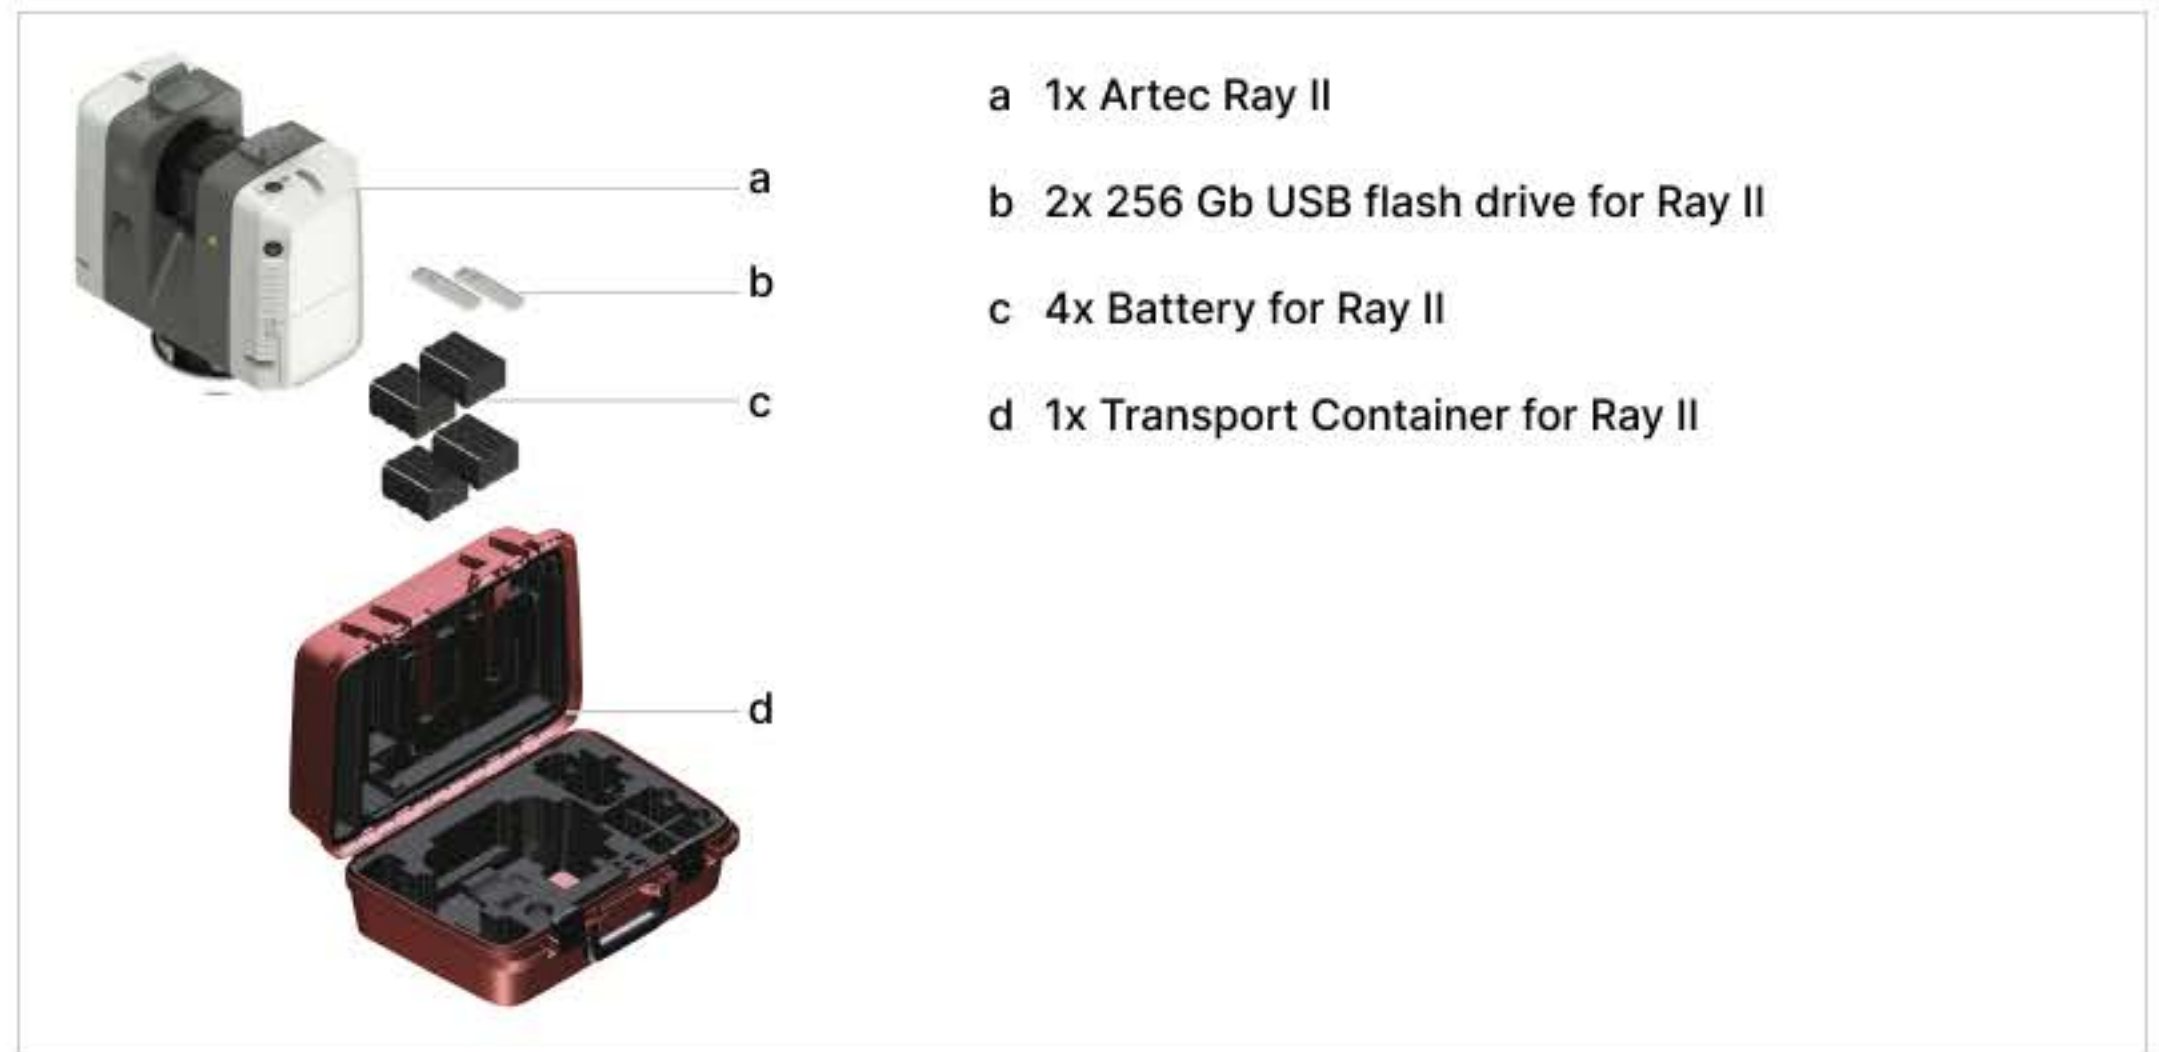 a
b
c
d
a 1x Artec Ray II
b 2x 256 Gb USB flash drive for Ray II
c 4x Battery for Ray II
d 1x Transport Container for Ray II